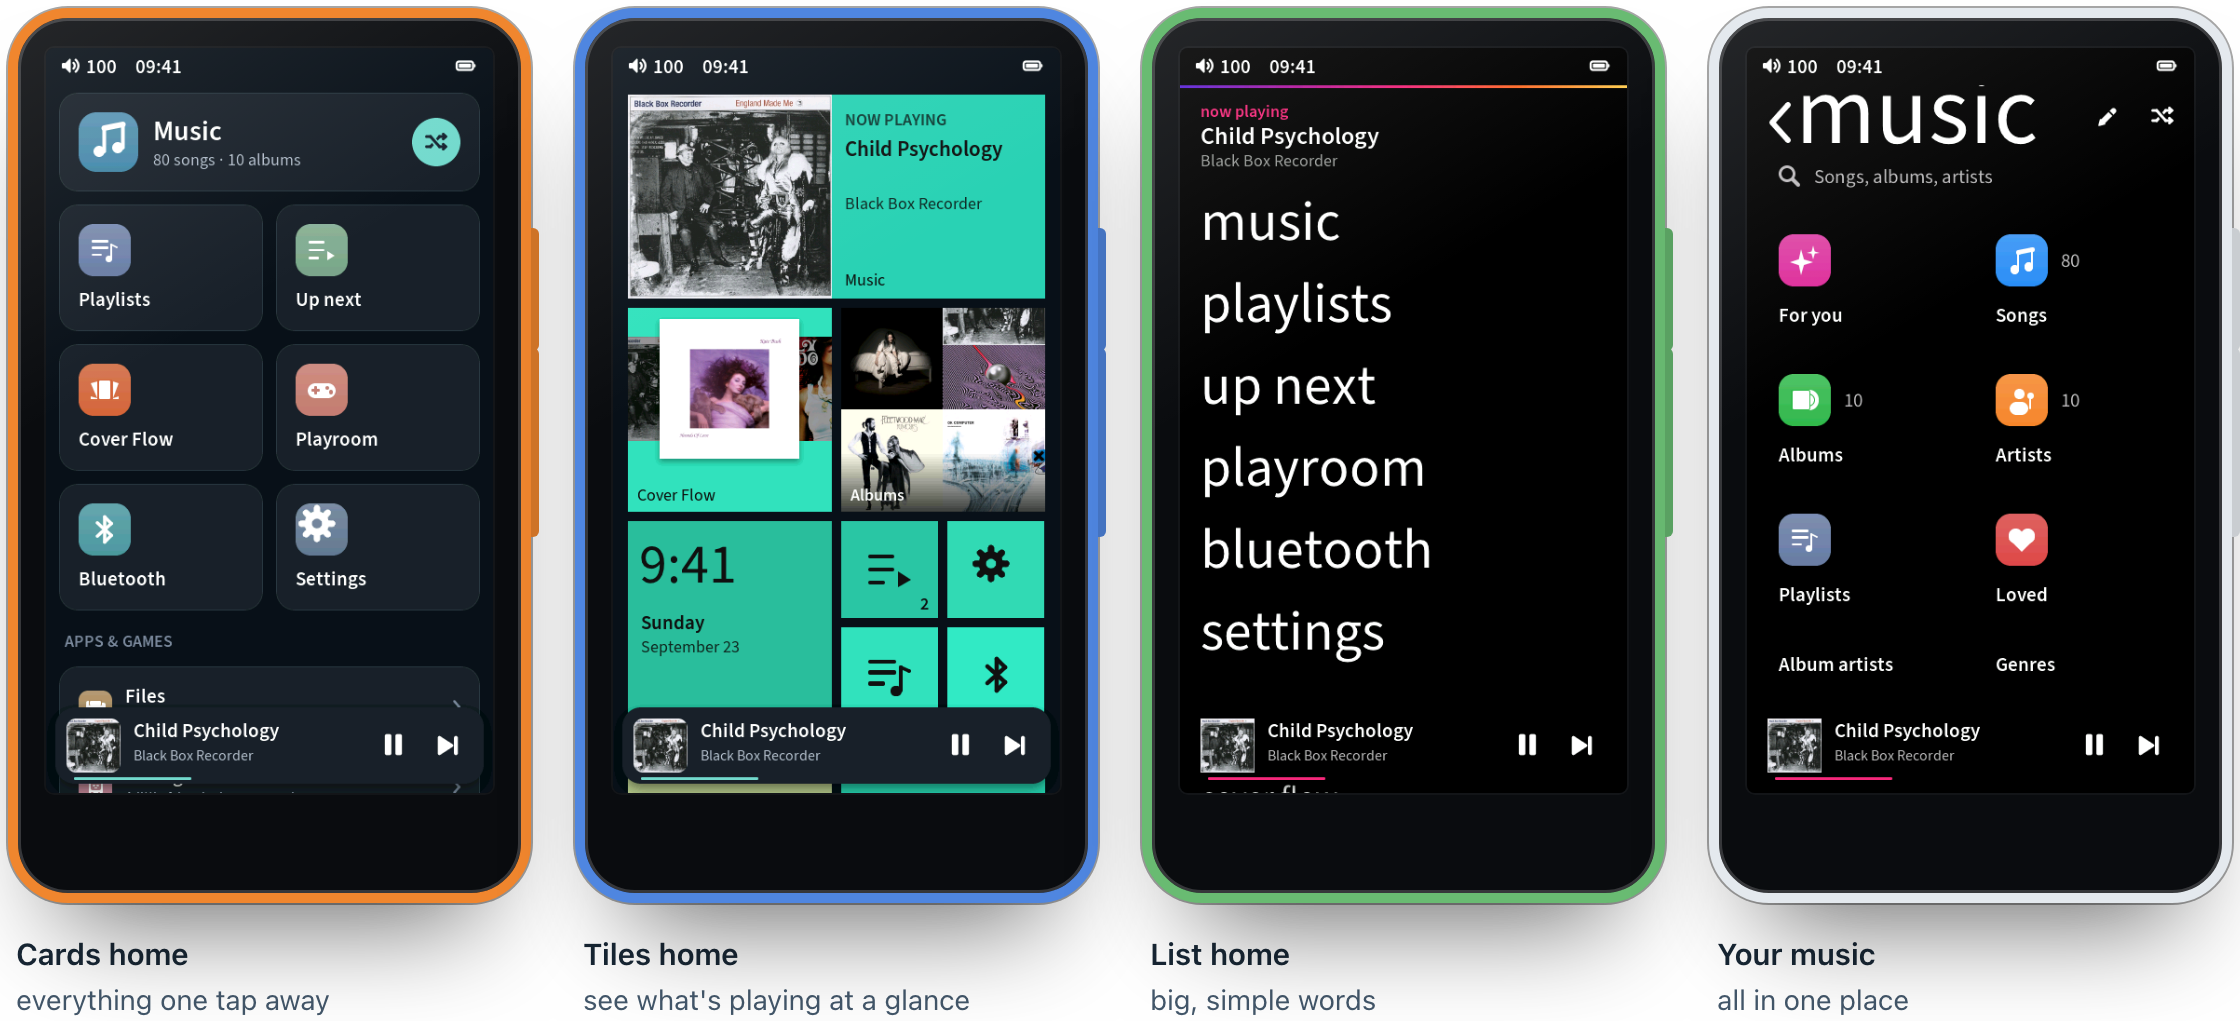 100 09:41
Music
80 songs · 10 albums
Playlists
Up next
Cover Flow
Playroom
Bluetooth
Settings
APPS & GAMES
Files
Child Psychology
Black Box Recorder
Cards home
everything one tap away
100 09:41
Black Box Recorder England Made Me
NOW PLAYING
Child Psychology
Black Box Recorder
Music
Cover Flow
Albums
9:41
Sunday
September 23
2
Child Psychology
Black Box Recorder
Tiles home
see what's playing at a glance
100 09:41
now playing
Child Psychology
Black Box Recorder
music
playlists
up next
playroom
bluetooth
settings
Child Psychology
Black Box Recorder
List home
big, simple words
100 09:41
music
Songs, albums, artists
For you
80
Songs
10
Albums
10
Artists
Playlists
Loved
Album artists
Genres
Child Psychology
Black Box Recorder
Your music
all in one place